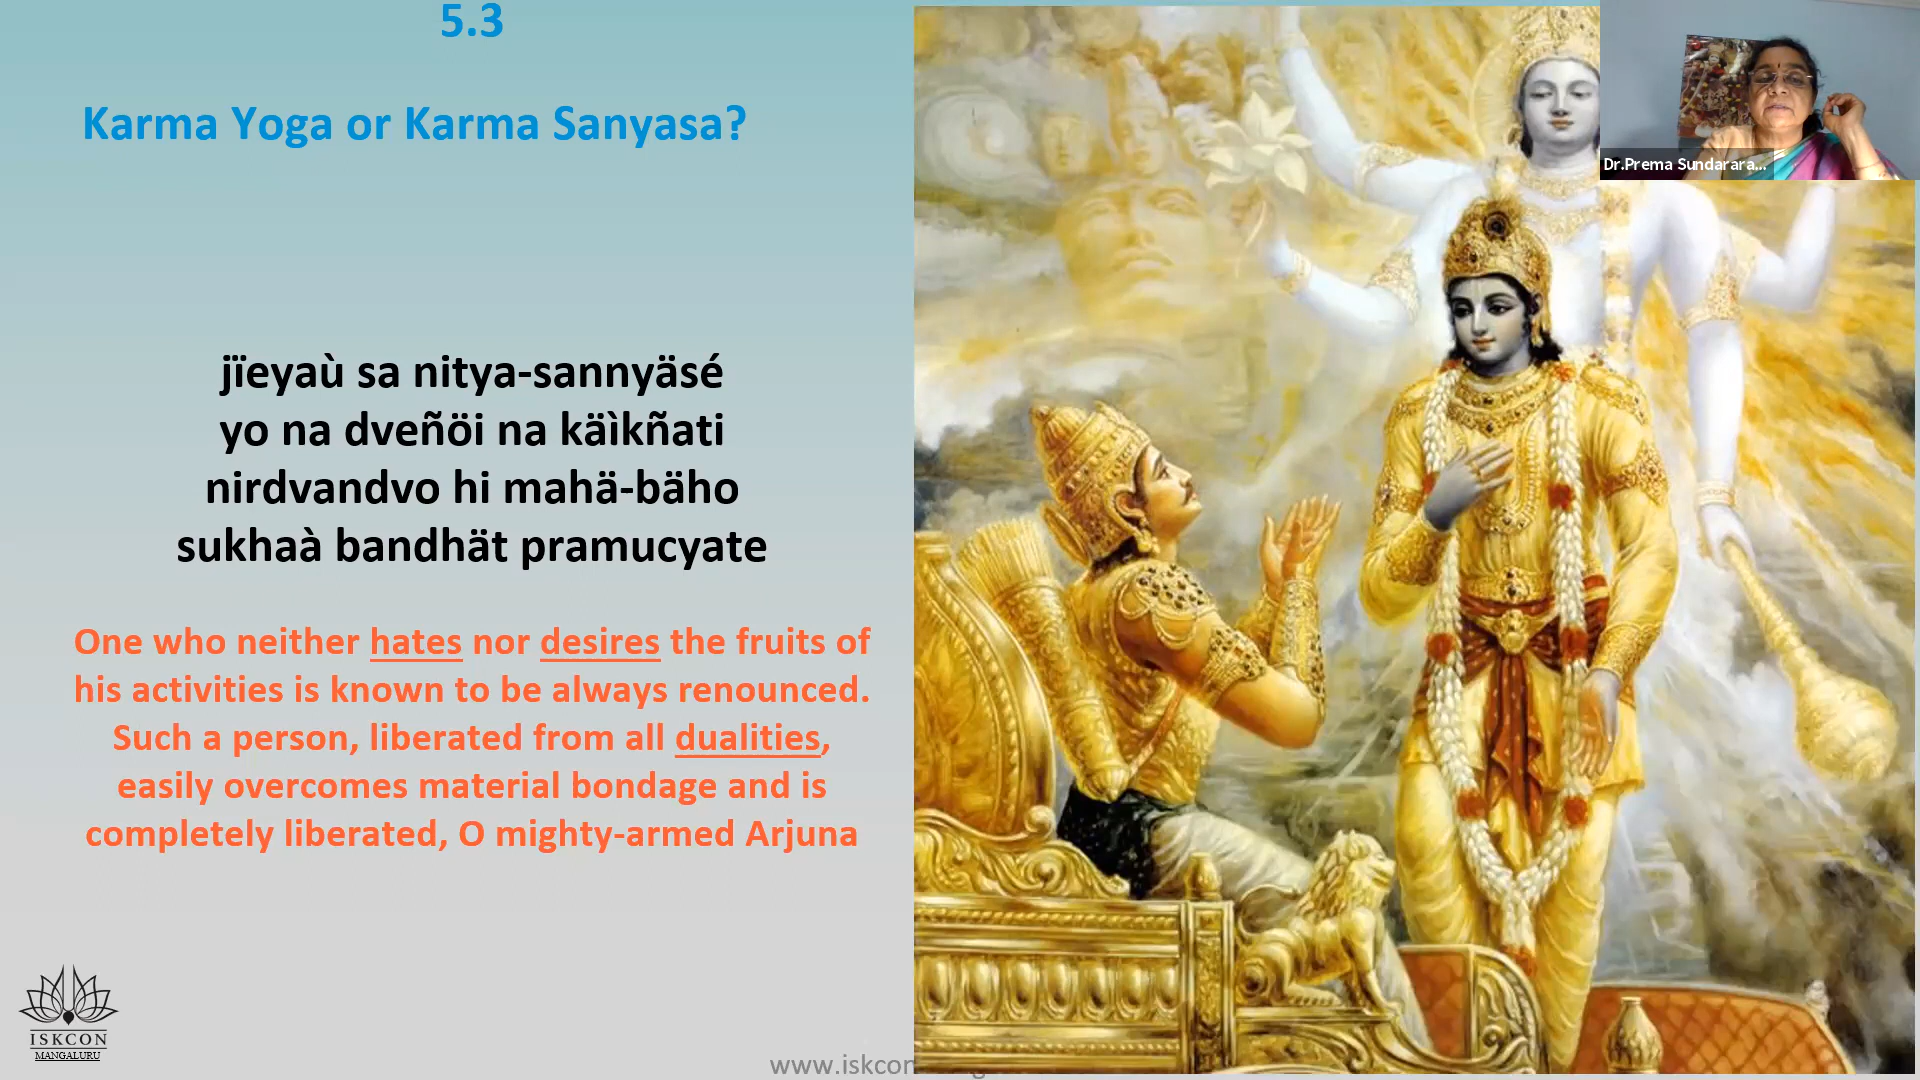 5.3
Karma Yoga or Karma Sanyasa?
jïeyaù sa nitya-sannyäsé
yo na dveñöi na käìkñati
nirdvandvo hi mahä-bäho
sukhaà bandhät pramucyate
One who neither hates nor desires the fruits of
his activities is known to be always renounced.
Such a person, liberated from all dualities,
easily overcomes material bondage and is
completely liberated, O mighty-armed Arjuna
Dr.Prema Sundarara...
ISKCON
MANGALURU
www.iskcon